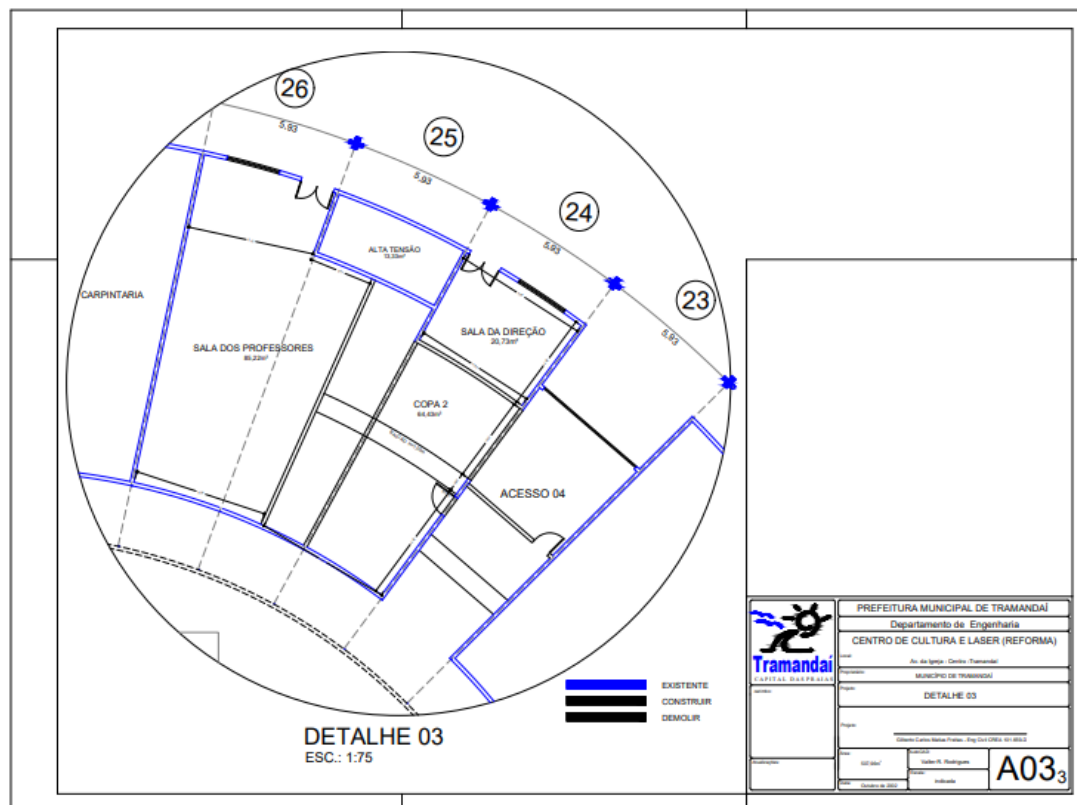 26
5,93
25
5,93
24
5,93
23
5,93
ALTA TENSÃO
13,33m²
CARPINTARIA
SALA DA DIREÇÃO
20,73m²
SALA DOS PROFESSORES
COPA 2
64,43m²
ACESSO 04
DETALHE 03
ESC.: 1:75
EXISTENTE
CONSTRUIR
DEMOLIR
Tramandaí
CAPITAL DAS PRAIAS
PREFEITURA MUNICIPAL DE TRAMANDAÍ
Departamento de Engenharia
CENTRO DE CULTURA E LASER (REFORMA)
Av. da Igreja - Centro - Tramandaí
MUNICÍPIO DE TRAMANDAÍ
DETALHE 03
Valter R. Rodrigues
Indicada
Outubro de 2002
A03
3